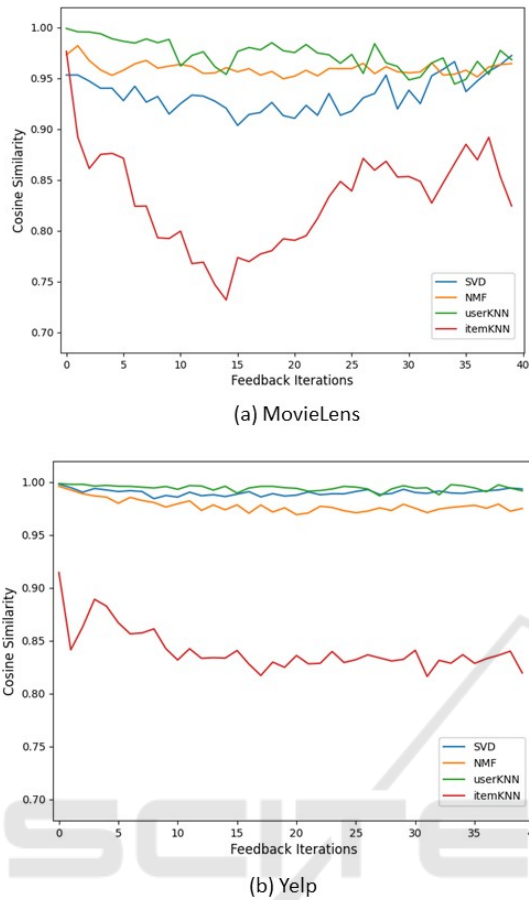 1.00
0.95
0.90
0.85
0.80
0.75
0.70
Cosine Similarity
0 5 10 15 20 25 30 35 40
Feedback Iterations
SVD
NMF
userKNN
itemKNN
(a) MovieLens
1.00
0.95
0.90
0.85
0.80
0.75
0.70
Cosine Similarity
0 5 10 15 20 25 30 35 40
Feedback Iterations
SVD
NMF
userKNN
itemKNN
(b) Yelp
SCITE